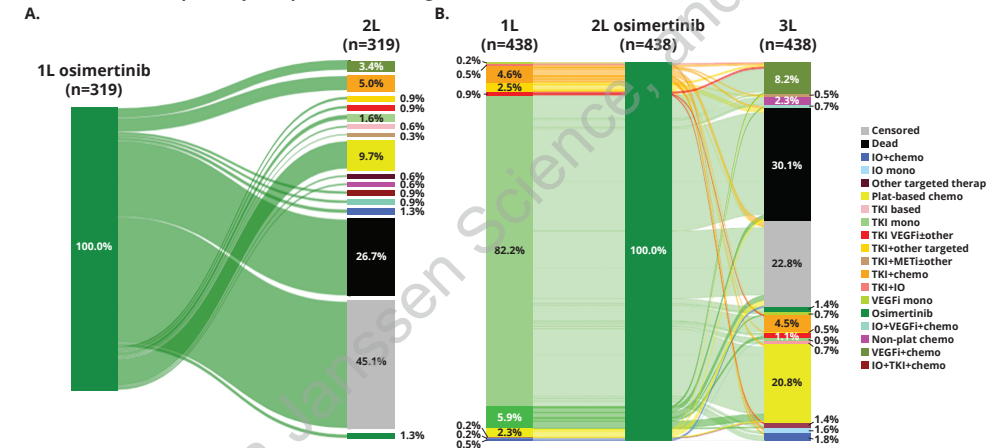 A.
1L osimertinib
(n=319)
100.0%
2L
(n=319)
3.4%
5.0%
0.9%
0.9%
1.6%
0.6%
0.3%
9.7%
0.6%
0.6%
0.9%
0.9%
1.3%
26.7%
45.1%
1.3%
B.
1L
(n=438)
0.2%
0.5%
4.6%
2.5%
0.9%
82.2%
5.9%
0.2%
0.2%
2.3%
0.5%
2L osimertinib
(n=438)
100.0%
3L
(n=438)
8.2%
0.5%
2.3%
0.7%
30.1%
22.8%
1.4%
0.7%
4.5%
0.5%
1.1%
0.9%
0.7%
20.8%
1.4%
1.6%
1.8%
Censored
Dead
IO+chemo
IO mono
Other targeted therap
Plat-based chemo
TKI based
TKI mono
TKI VEGFi±other
TKI+other targeted
TKI+METi±other
TKI+chemo
TKI+IO
VEGFi mono
Osimertinib
IO+VEGFi+chemo
Non-plat chemo
VEGFi+chemo
IO+TKI+chemo
Janssen Science, and